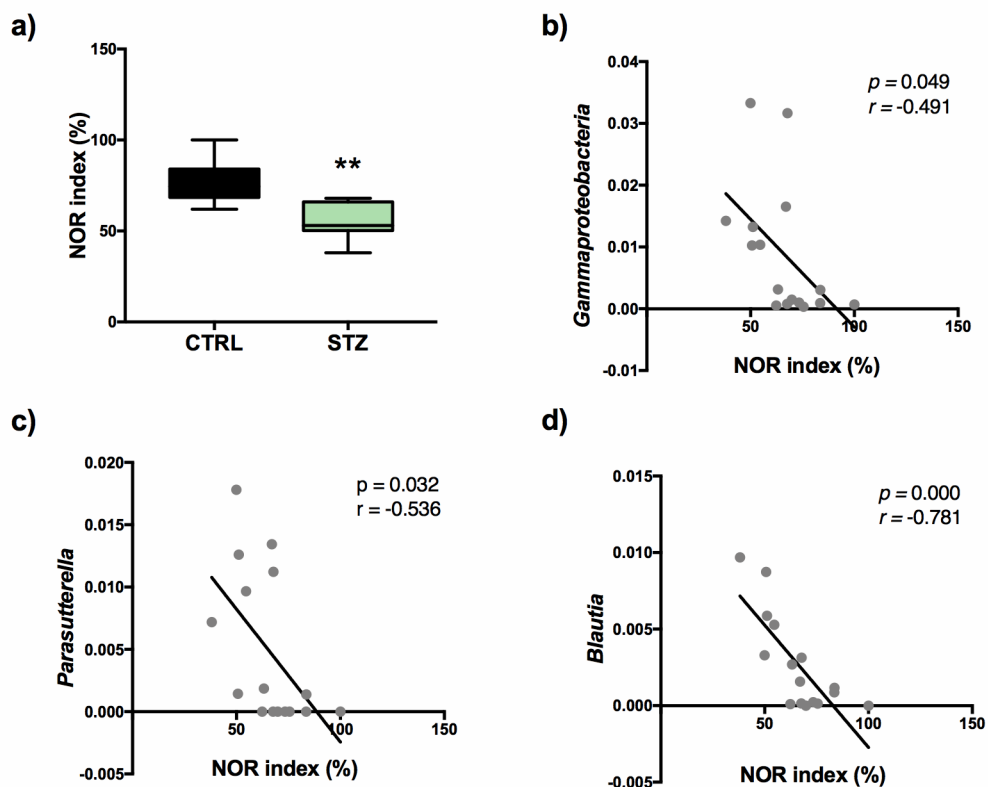 a)
150
100
50
0
NOR index (%)
**
CTRL
STZ
b)
0.04
0.03
0.02
0.01
0.00
-0.01
Gammaproteobacteria
p = 0.049
r = -0.491
50
100
150
NOR index (%)
c)
0.020
0.015
0.010
0.005
0.000
-0.005
Parasutterella
p = 0.032
r = -0.536
50
100
150
NOR index (%)
d)
0.015
0.010
0.005
0.000
-0.005
Blautia
p = 0.000
r = -0.781
50
100
150
NOR index (%)